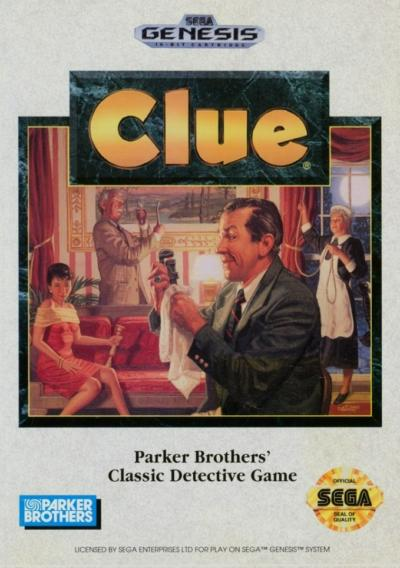 SEGA
GENESIS
16-BIT CARTRIDGE
Clue®
Parker Brothers'
Classic Detective Game
PARKER
BROTHERS
OFFICIAL
SEGA
SEAL OF
QUALITY
LICENSED BY SEGA ENTERPRISES LTD FOR PLAY ON SEGA™ GENESIS™ SYSTEM